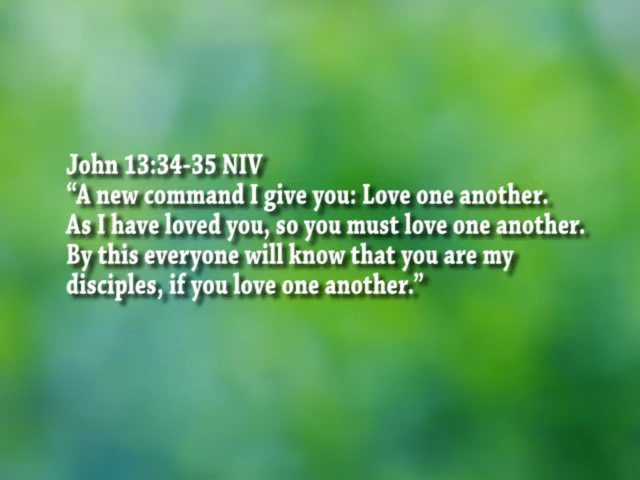 John 13:34-35 NIV
“A new command I give you: Love one another.
As I have loved you, so you must love one another.
By this everyone will know that you are my
disciples, if you love one another.”